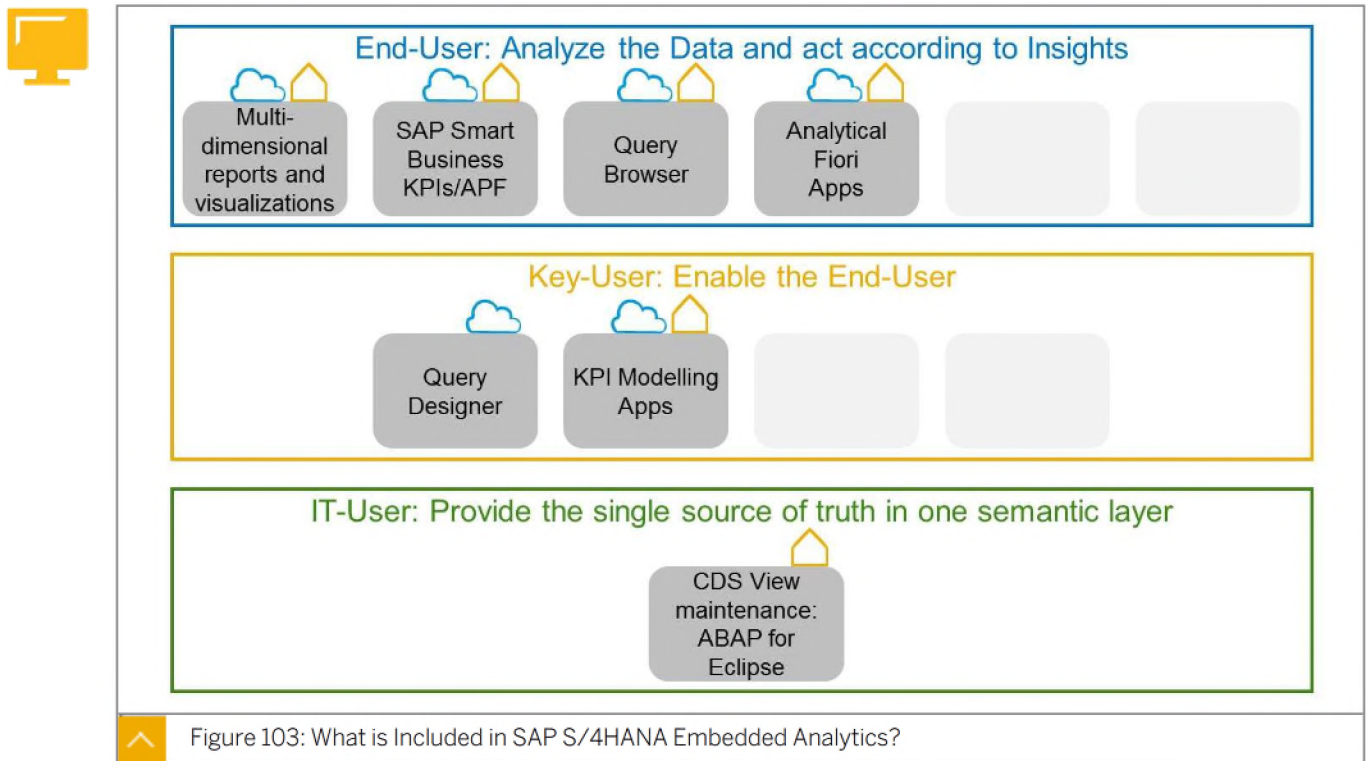 End-User: Analyze the Data and act according to Insights
Multi-
dimensional
reports and
visualizations
SAP Smart
Business
KPIs/APF
Query
Browser
Analytical
Fiori
Apps
Key-User: Enable the End-User
Query
Designer
KPI Modelling
Apps
IT-User: Provide the single source of truth in one semantic layer
CDS View
maintenance:
ABAP for
Eclipse
Figure 103: What is Included in SAP S/4HANA Embedded Analytics?